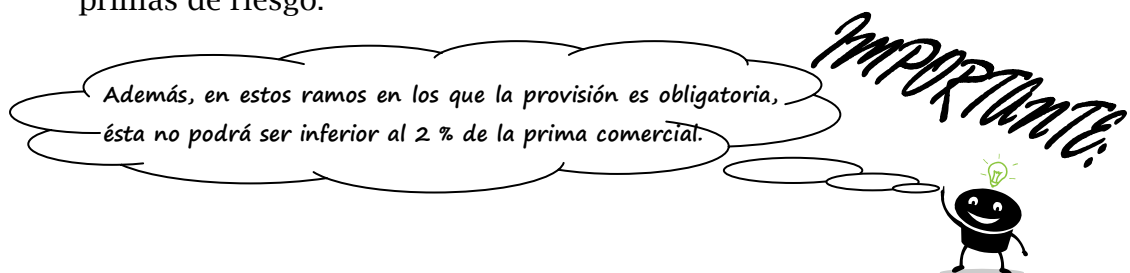 primas de riesgo.
IMPORTANTE:
Además, en estos ramos en los que la provisión es obligatoria,
ésta no podrá ser inferior al 2 % de la prima comercial.